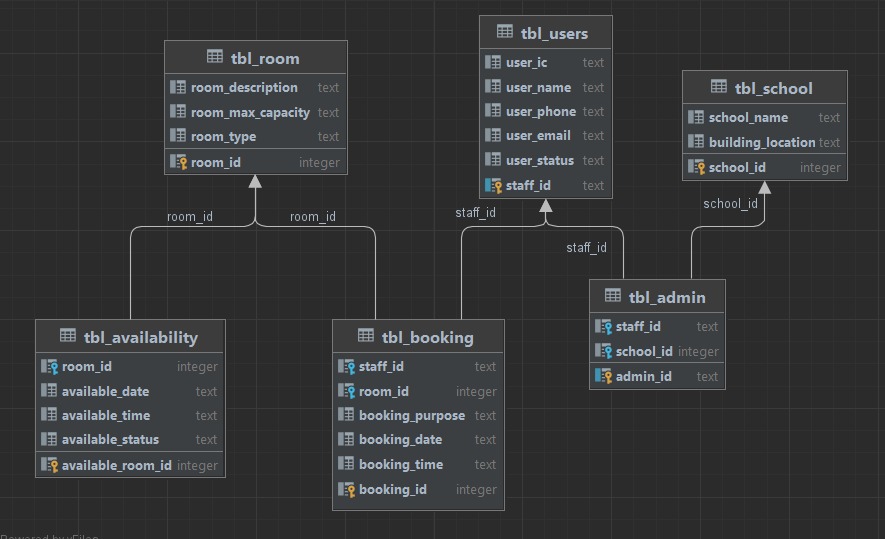 tbl_room
room_description text
room_max_capacity text
room_type text
room_id integer
tbl_users
user_ic text
user_name text
user_phone text
user_email text
user_status text
staff_id text
tbl_school
school_name text
building_location text
school_id integer
room_id
room_id
staff_id
staff_id
school_id
tbl_availability
room_id integer
available_date text
available_time text
available_status text
available_room_id integer
tbl_booking
staff_id text
room_id integer
booking_purpose text
booking_date text
booking_time text
booking_id integer
tbl_admin
staff_id text
school_id integer
admin_id text
Powered by yFiles